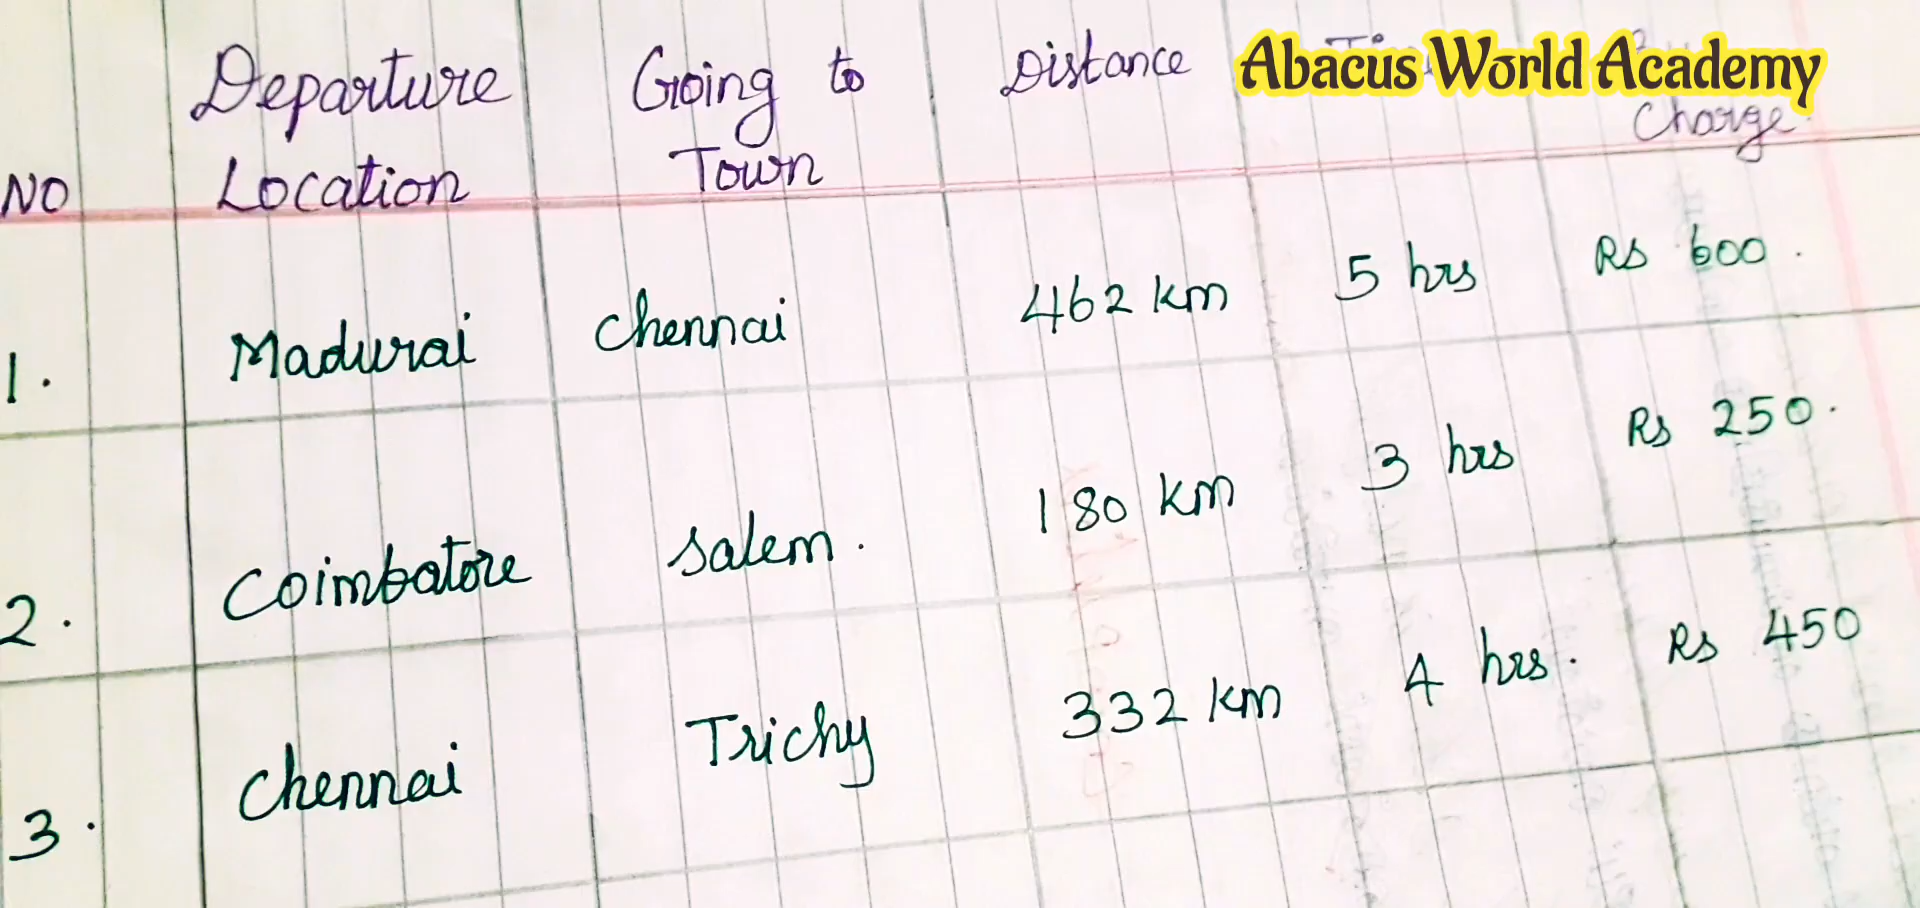 Abacus World Academy
NO Departure Location Going to Town Distance Charge.
1. Madurai Chennai 462 km 5 hrs Rs 600.
2. Coimbatore Salem. 180 km 3 hrs Rs 250.
3. Chennai Trichy 332 km 4 hrs. Rs 450